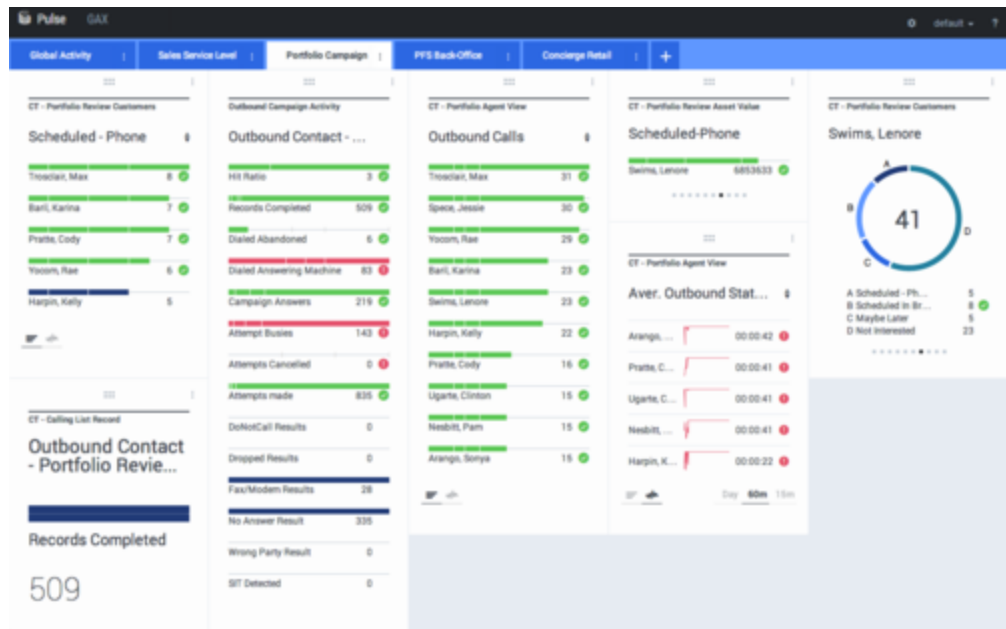 Pulse GAX default ?
Global Activity Sales Service Level Portfolio Campaign PFS Back-Office Concierge Retail +
CT - Portfolio Review Customers
Scheduled - Phone
Trosclair, Max 8
Baril, Karina 7
Pratte, Cody 7
Yocom, Rae 6
Harpin, Kelly 5
CT - Calling List Record
Outbound Contact
- Portfolio Revie...
Records Completed
509
Outbound Campaign Activity
Outbound Contact - ...
Hit Ratio 3
Records Completed 509
Dialed Abandoned 6
Dialed Answering Machine 83
Campaign Answers 219
Attempt Busies 143
Attempts Cancelled 0
Attempts made 835
DoNotCall Results 0
Dropped Results 0
Fax/Modem Results 28
No Answer Result 335
Wrong Party Result 0
SIT Detected 0
CT - Portfolio Agent View
Outbound Calls
Trosclair, Max 31
Spece, Jessie 30
Yocom, Rae 29
Baril, Karina 23
Swims, Lenore 23
Harpin, Kelly 22
Pratte, Cody 16
Ugarte, Clinton 15
Nesbitt, Pam 15
Arango, Sonya 15
CT - Portfolio Review Asset Value
Scheduled-Phone
Swims, Lenore 6853633
CT - Portfolio Agent View
Aver. Outbound Stat...
Arango, ... 00:00:42
Pratte, C... 00:00:41
Ugarte, C... 00:00:41
Nesbitt, ... 00:00:41
Harpin, K... 00:00:22
Day 60m 15m
CT - Portfolio Review Customers
Swims, Lenore
A
B
41
D
C
A Scheduled - Ph... 5
B Scheduled In Br... 8
C Maybe Later 5
D Not Interested 23